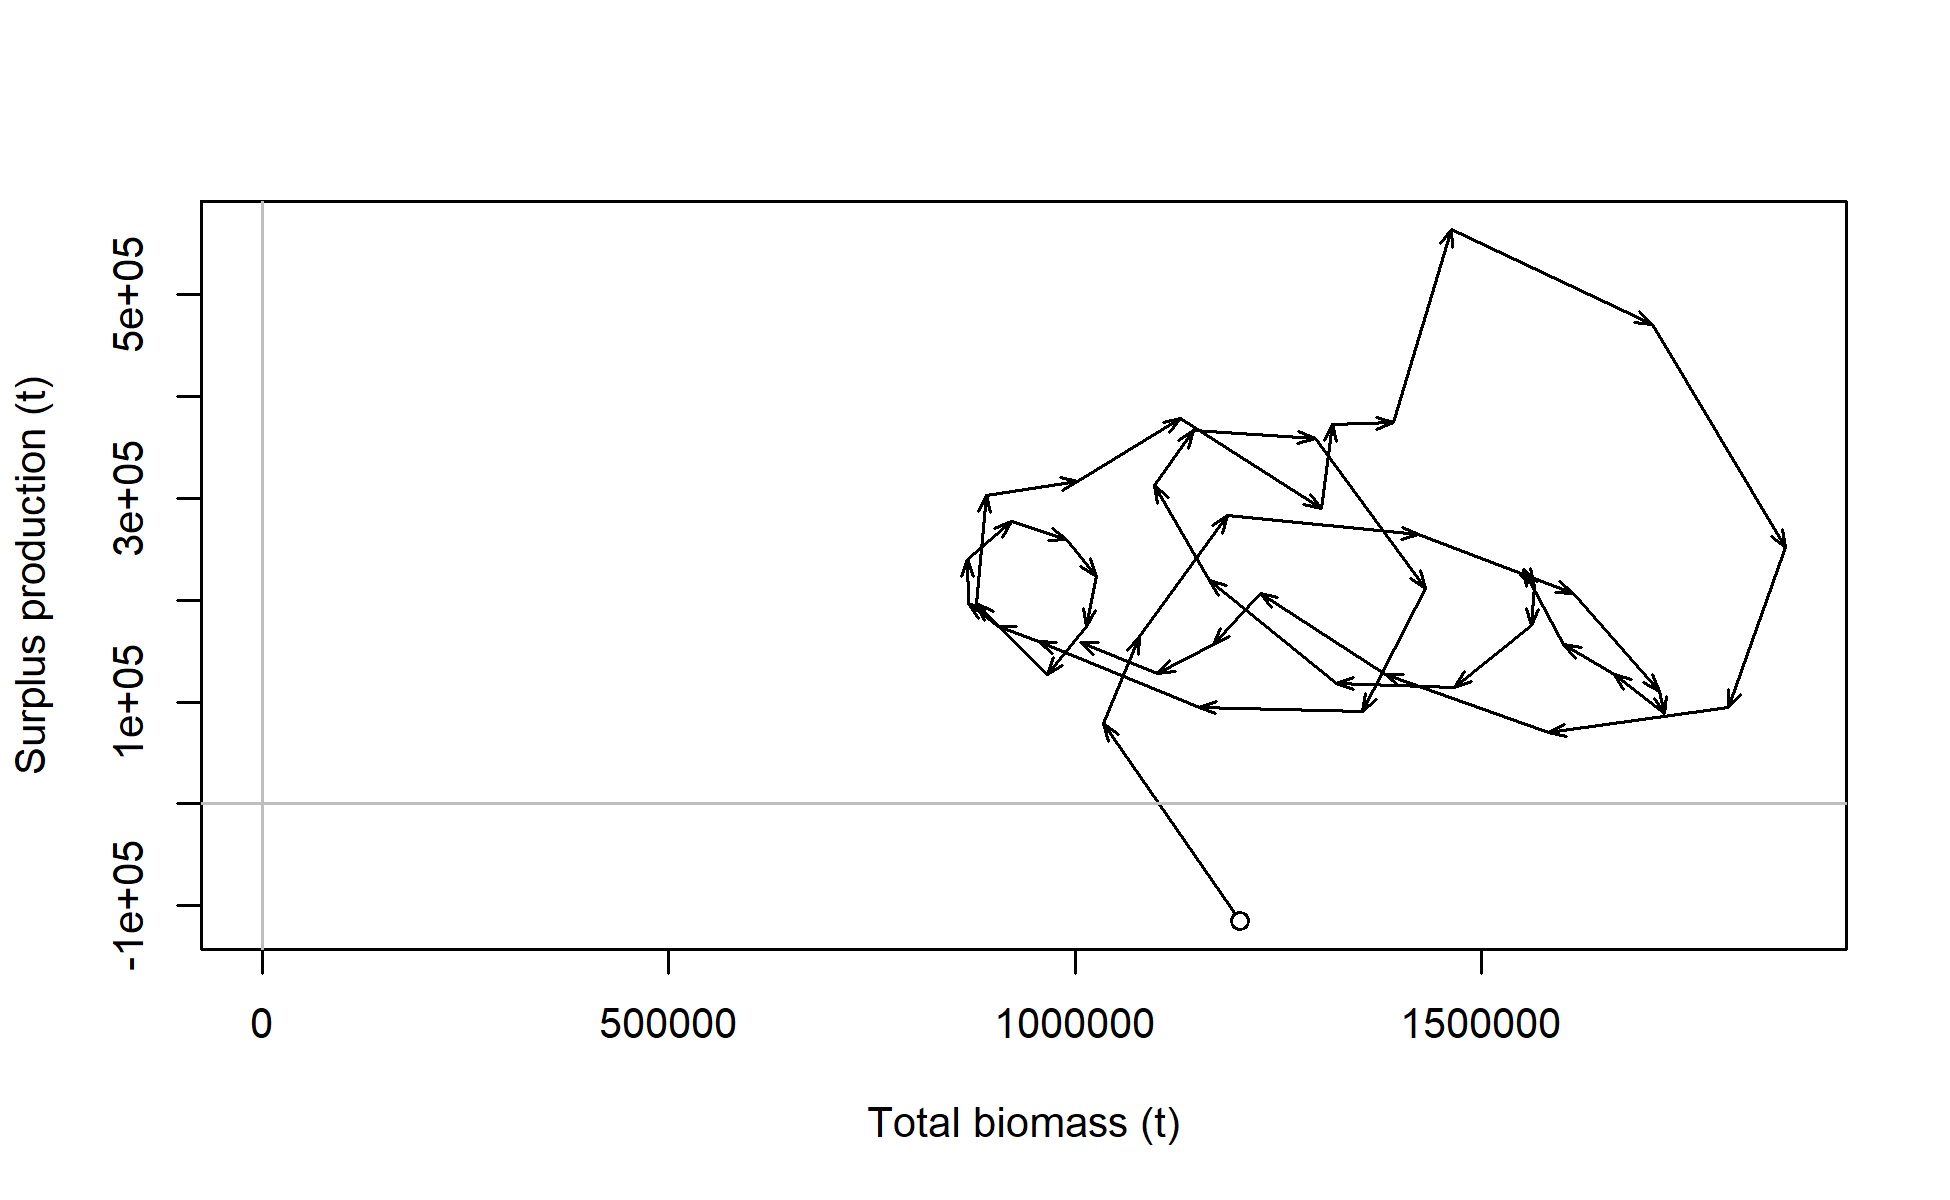 Surplus production (t)
5e+05
3e+05
1e+05
-1e+05
0 500000 1000000 1500000
Total biomass (t)